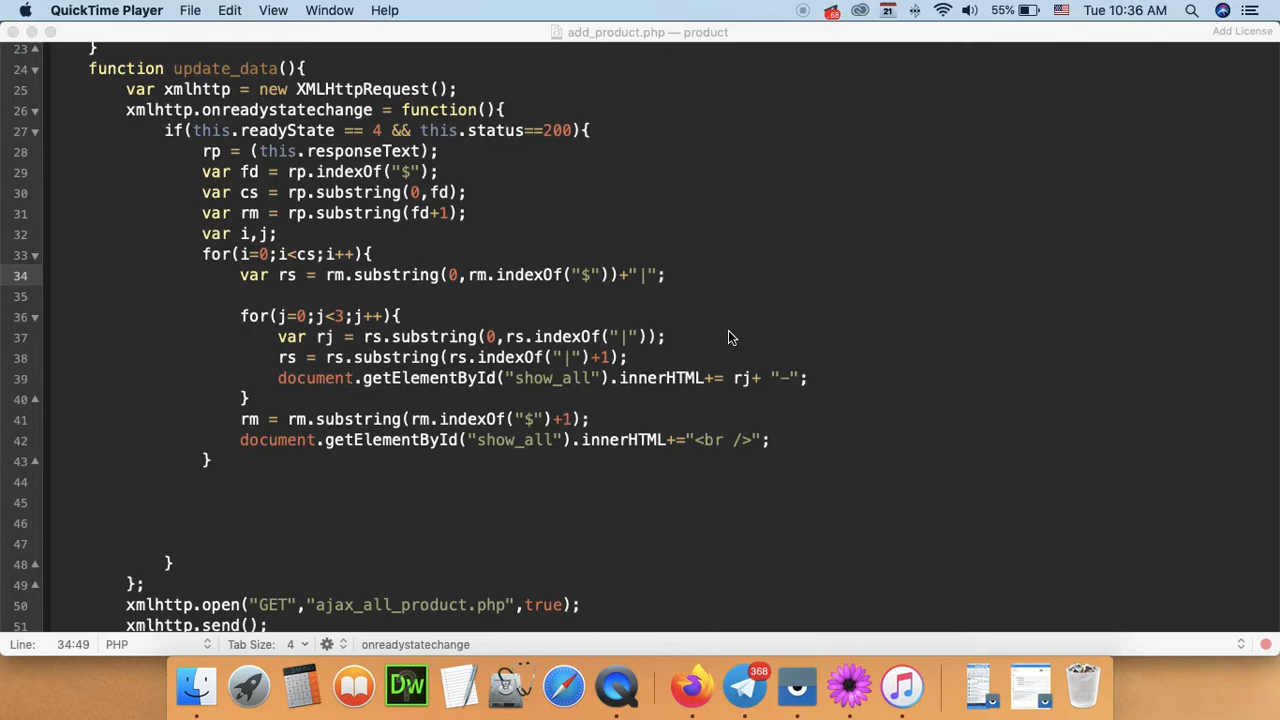 QuickTime Player File Edit View Window Help .68 21 55% Tue 10:36 AM
add_product.php — product Add License
23 }
24 function update_data(){
25 var xmlhttp = new XMLHttpRequest();
26 xmlhttp.onreadystatechange = function(){
27 if(this.readyState == 4 && this.status==200){
28 rp = (this.responseText);
29 var fd = rp.indexOf("$");
30 var cs = rp.substring(0,fd);
31 var rm = rp.substring(fd+1);
32 var i,j;
33 for(i=0;i<cs;i++){
34 var rs = rm.substring(0,rm.indexOf("$"))+"|";
35
36 for(j=0;j<3;j++){
37 var rj = rs.substring(0,rs.indexOf("|"));
38 rs = rs.substring(rs.indexOf("|")+1);
39 document.getElementById("show_all").innerHTML+= rj+ "-";
40 }
41 rm = rm.substring(rm.indexOf("$")+1);
42 document.getElementById("show_all").innerHTML+="<br />";
43 }
44
45
46
47
48 }
49 };
50 xmlhttp.open("GET","ajax_all_product.php",true);
51 xmlhttp.send();
Line: 34:49 PHP Tab Size: 4 onreadystatechange
Dw 368